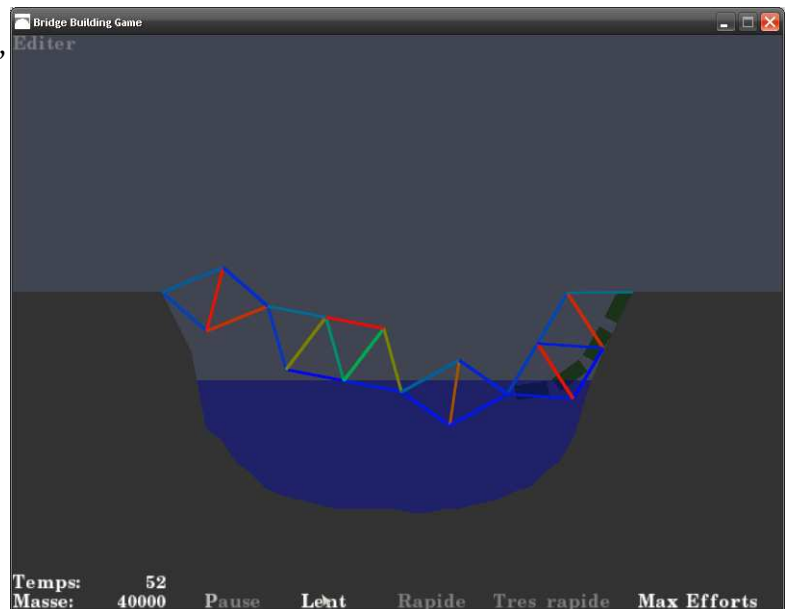 Bridge Building Game
,
Editer
Temps: 52
Masse: 40000 Pause Lent Rapide Tres rapide Max Efforts